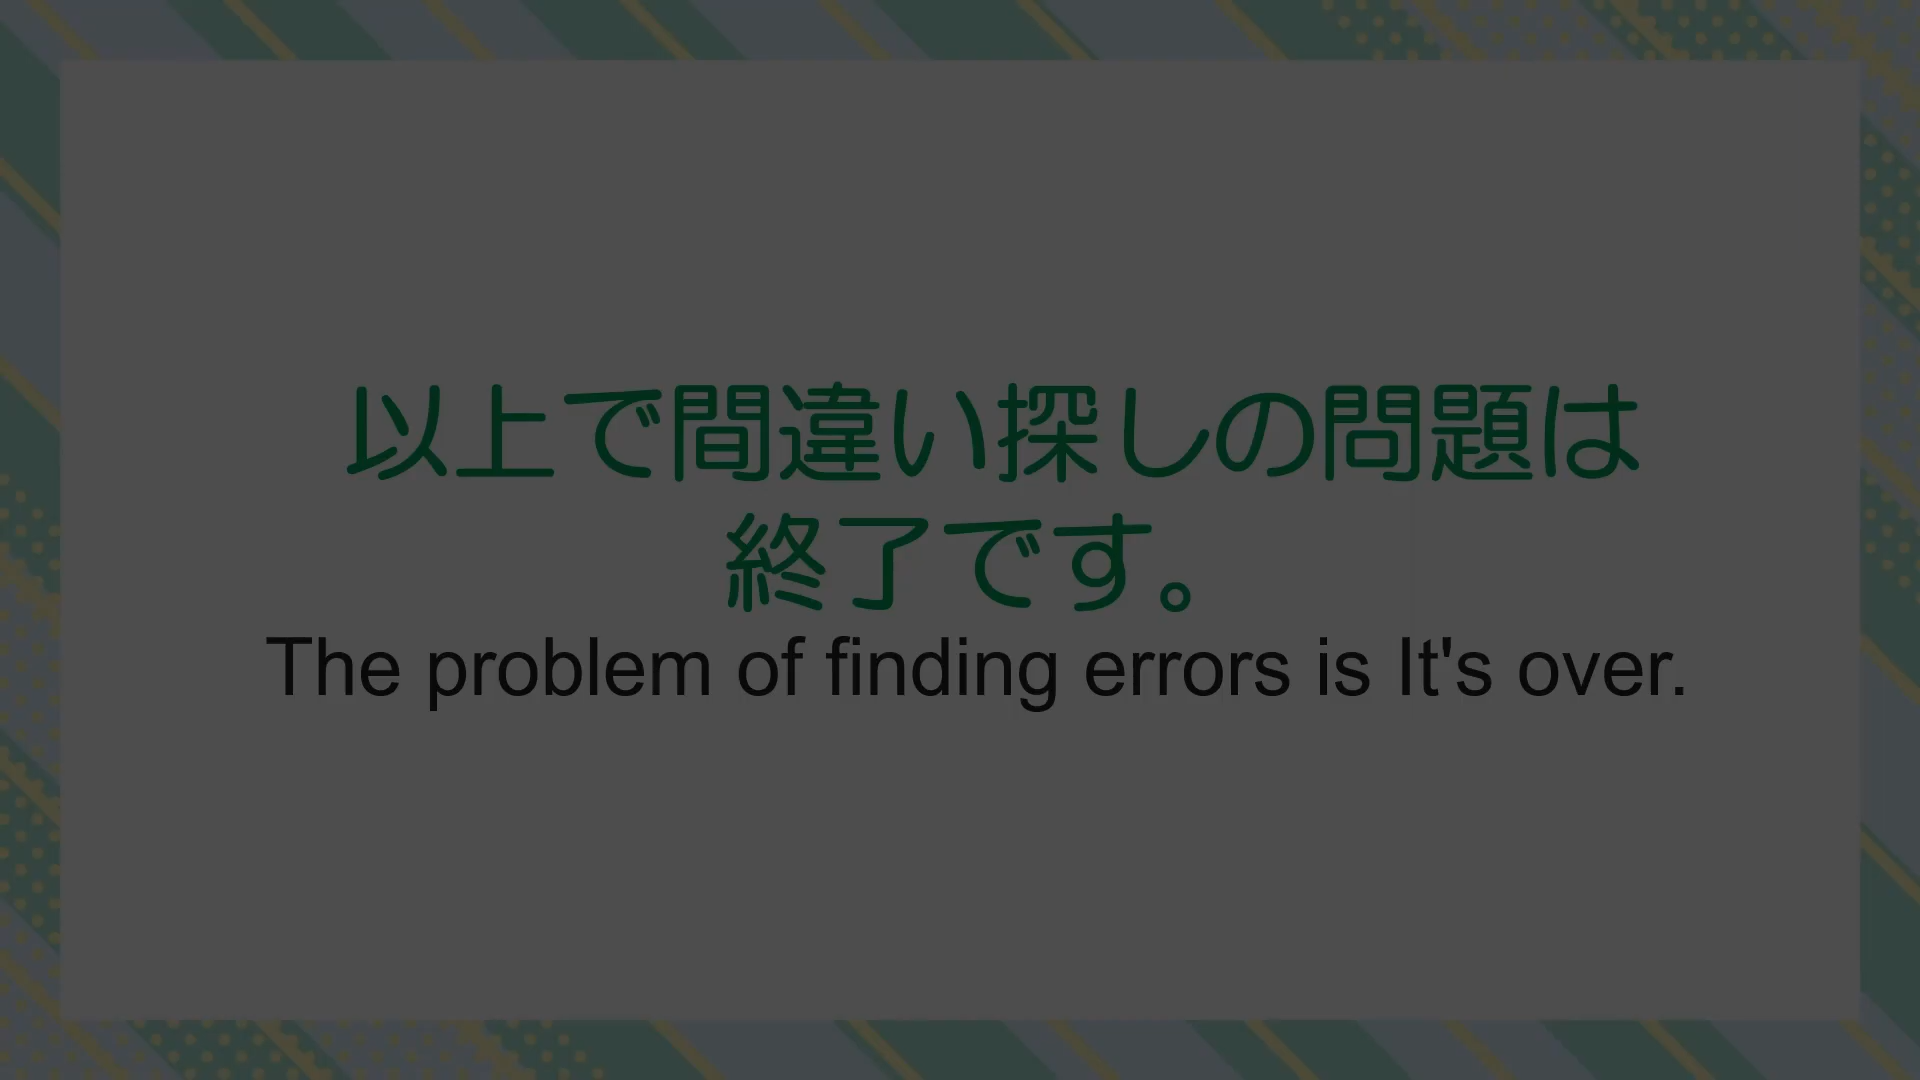 以上で間違い探しの問題は
終了です。
The problem of finding errors is It's over.